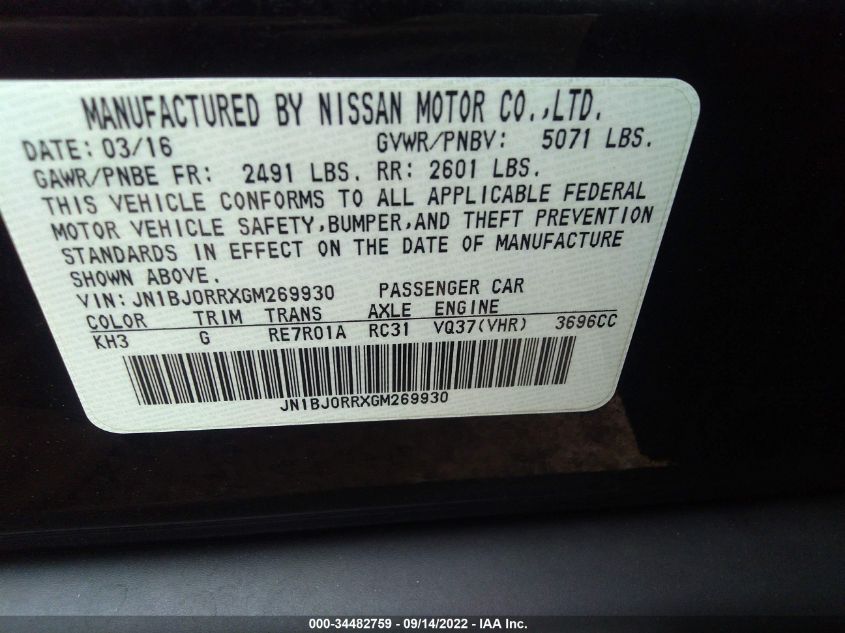 MANUFACTURED BY NISSAN MOTOR CO.,LTD.
DATE: 03/16 GVWR/PNBV: 5071 LBS.
GAWR/PNBE FR: 2491 LBS. RR: 2601 LBS.
THIS VEHICLE CONFORMS TO ALL APPLICABLE FEDERAL
MOTOR VEHICLE SAFETY,BUMPER,AND THEFT PREVENTION
STANDARDS IN EFFECT ON THE DATE OF MANUFACTURE
SHOWN ABOVE.
VIN: JN1BJ0RRXGM269930 PASSENGER CAR
COLOR TRIM TRANS AXLE ENGINE
KH3 G RE7R01A RC31 VQ37(VHR) 3696CC
JN1BJ0RRXGM269930
000-34482759 - 09/14/2022 - IAA Inc.